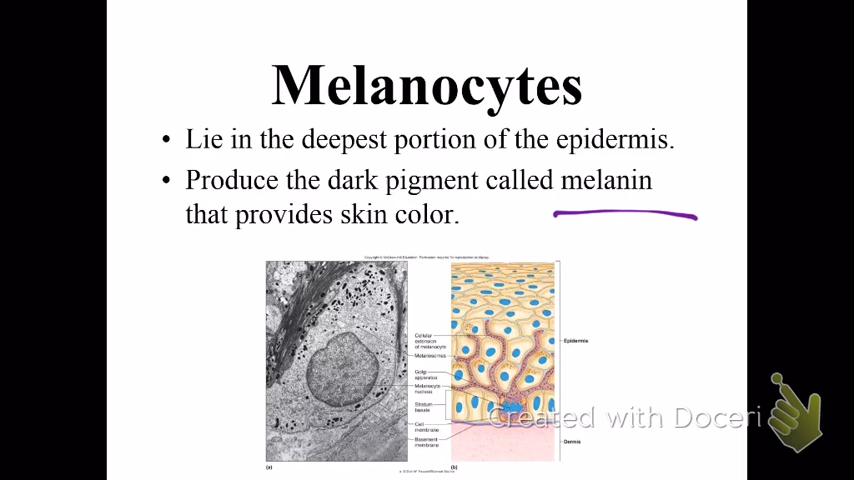 Melanocytes
• Lie in the deepest portion of the epidermis.
• Produce the dark pigment called melanin
that provides skin color.
Cellular
extension
of melanocyte
Melanosomes
Golgi
apparatus
Melanocyte
nucleus
Stratum
basale
Cell
membrane
Basement
membrane
Epidermis
Dermis
(a)
(b)
Created with Doceri